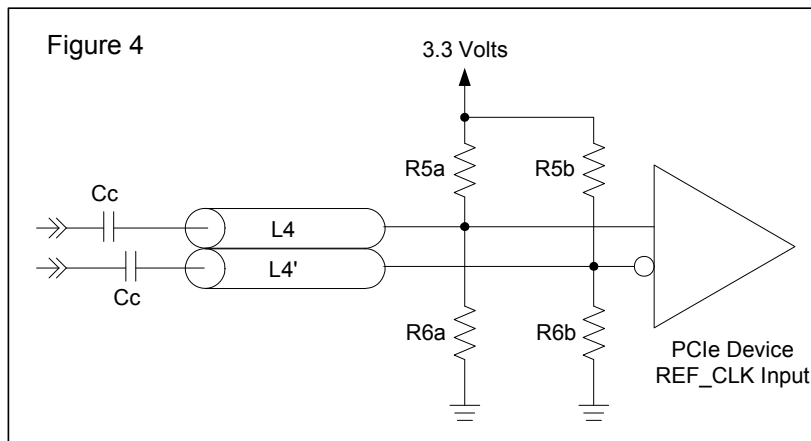 Figure 4
3.3 Volts
R5a
R5b
Cc
L4
L4'
Cc
R6a
R6b
PCIe Device
REF_CLK Input